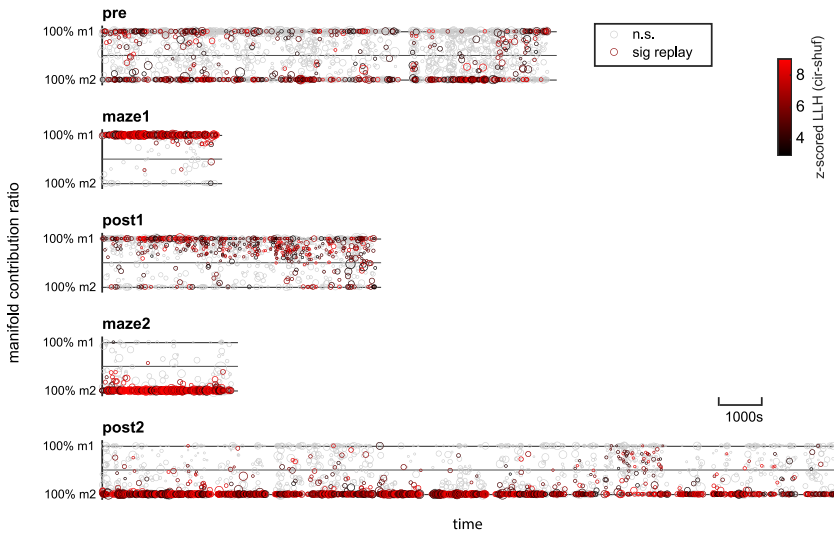 pre
100% m1
100% m2
n.s.
sig replay
8
6
4
z-scored LLH (cir-shuf)
maze1
100% m1
100% m2
manifold contribution ratio
post1
100% m1
100% m2
maze2
100% m1
100% m2
1000s
post2
100% m1
100% m2
time